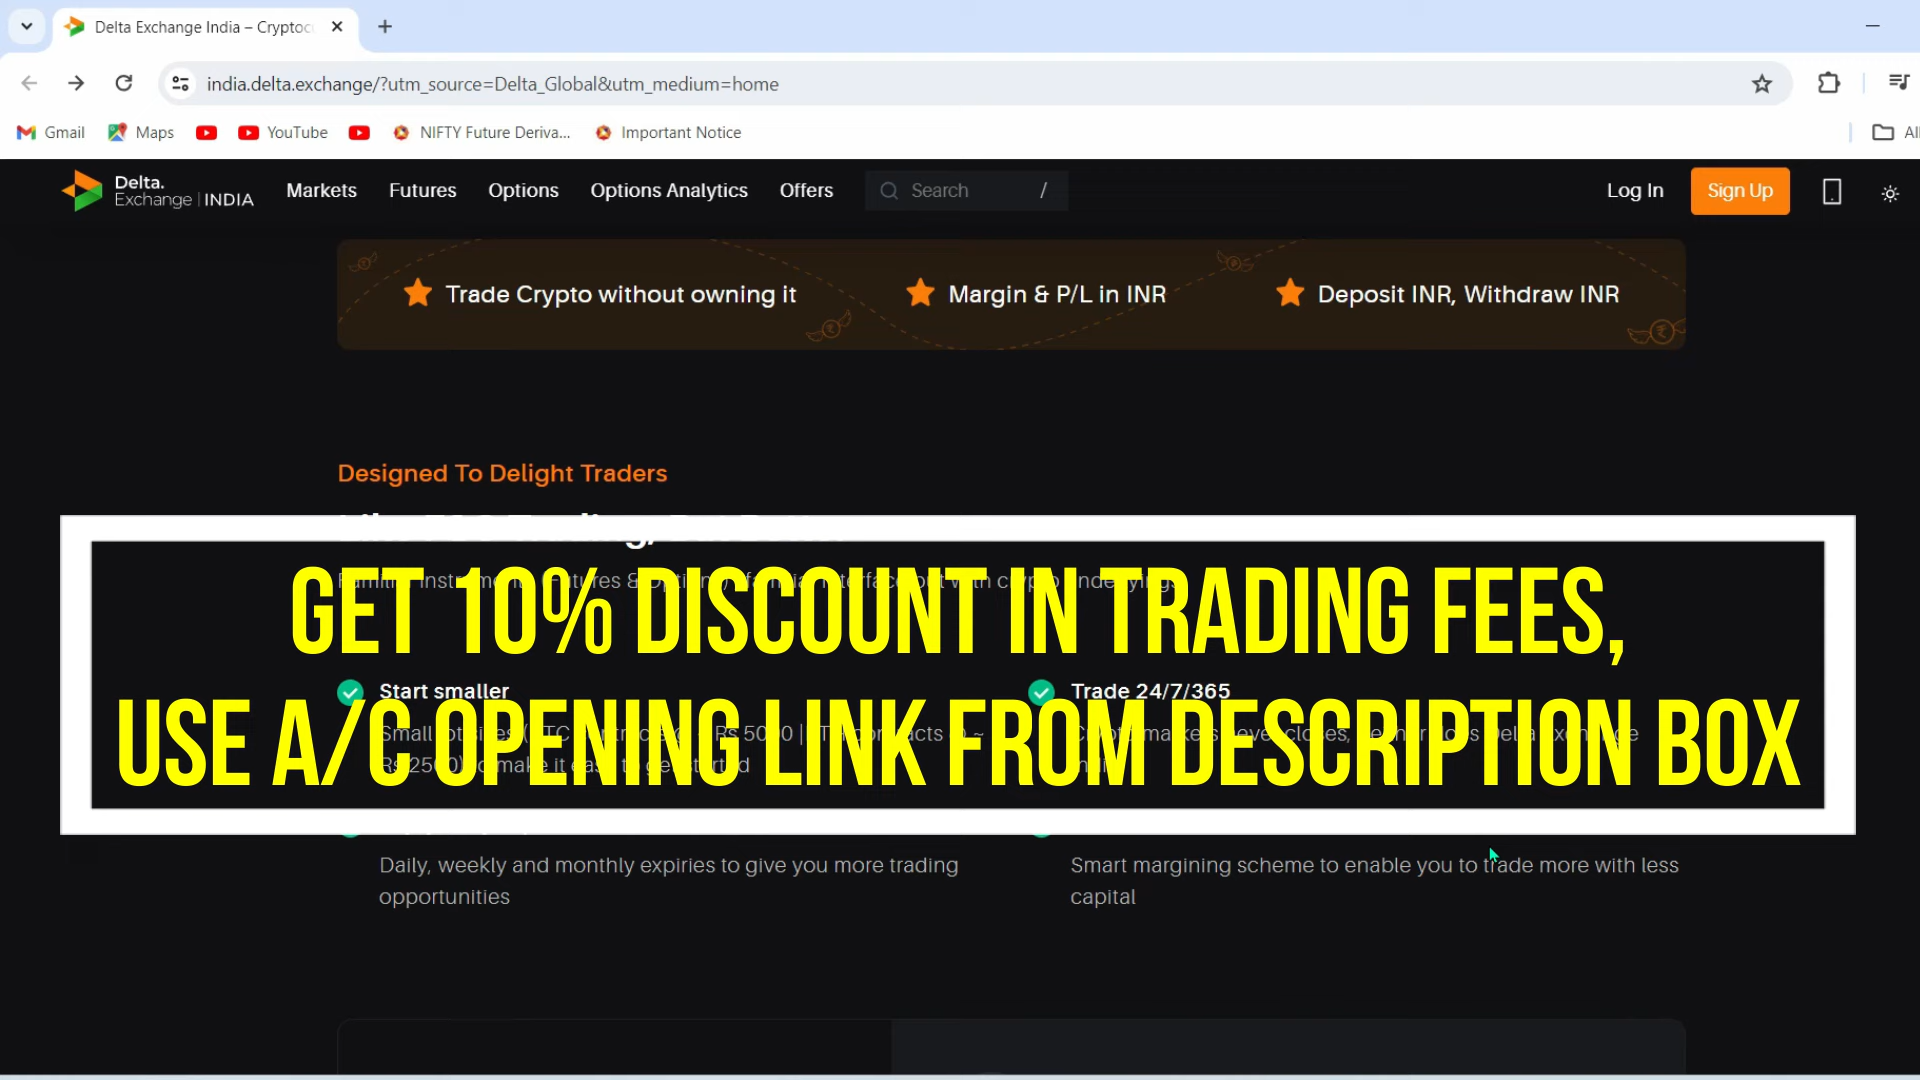 Delta Exchange India – Cryptoc
india.delta.exchange/?utm_source=Delta_Global&utm_medium=home
Gmail Maps YouTube NIFTY Future Deriva... Important Notice All
Delta.
Exchange | INDIA
Markets Futures Options Options Analytics Offers Search / Log In Sign Up
Trade Crypto without owning it Margin & P/L in INR Deposit INR, Withdraw INR
Designed To Delight Traders
GET 10% DISCOUNT IN TRADING FEES,
Start smaller Trade 24/7/365
USE A/C OPENING LINK FROM DESCRIPTION BOX
Daily, weekly and monthly expiries to give you more trading
opportunities
Smart margining scheme to enable you to trade more with less
capital